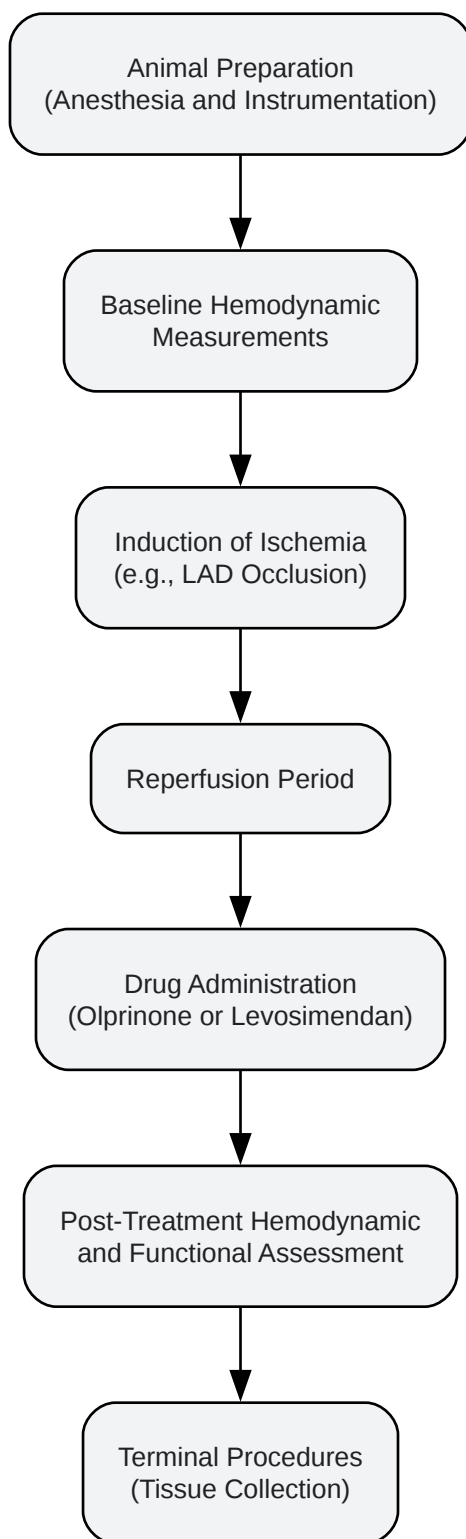 Animal Preparation
(Anesthesia and Instrumentation)
Baseline Hemodynamic
Measurements
Induction of Ischemia
(e.g., LAD Occlusion)
Reperfusion Period
Drug Administration
(Olprinone or Levosimendan)
Post-Treatment Hemodynamic
and Functional Assessment
Terminal Procedures
(Tissue Collection)